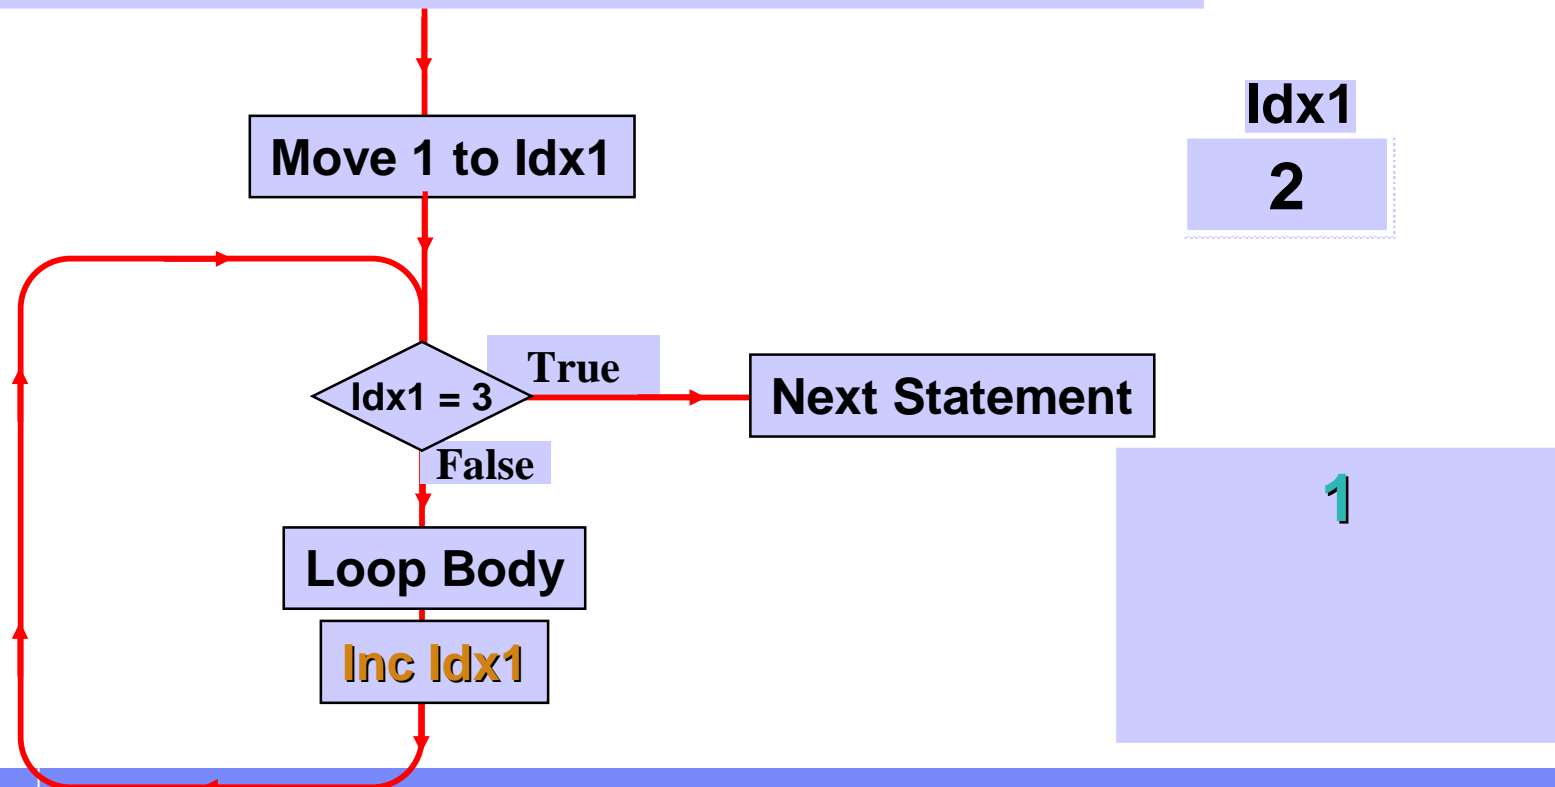 Idx1
Move 1 to Idx1
2
True
Idx1 = 3
Next Statement
False
1
Loop Body
Inc Idx1